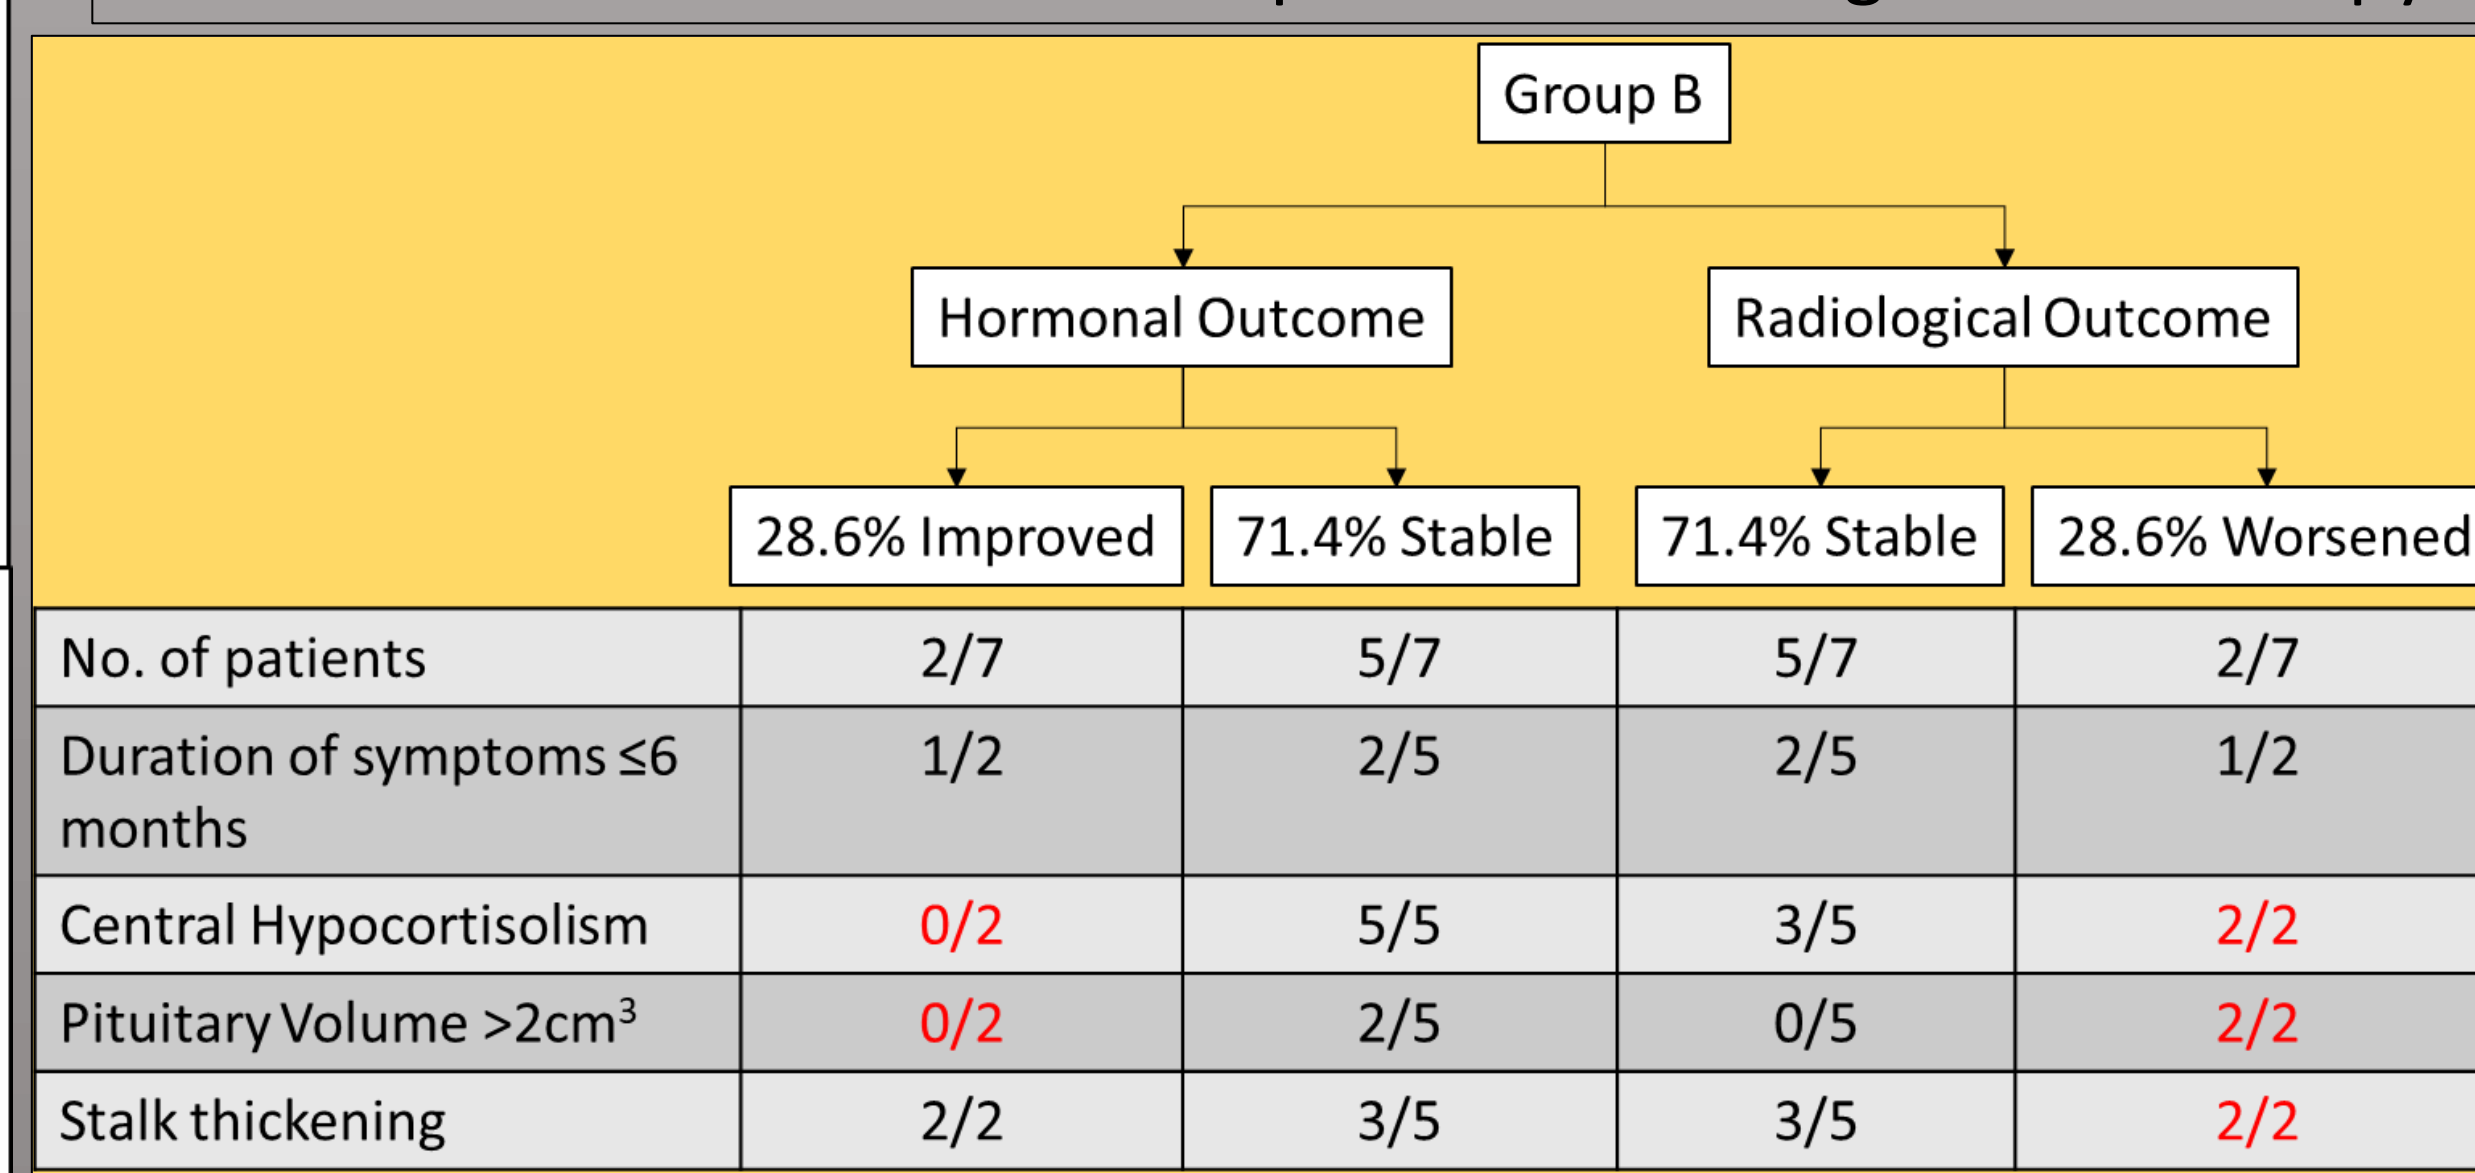 Group B
Hormonal Outcome Radiological Outcome
28.6% Improved 71.4% Stable 71.4% Stable 28.6% Worsened
No. of patients 2/7 5/7 5/7 2/7
Duration of symptoms ≤6 1/2 2/5 2/5 1/2
months
Central Hypocortisolism 0/2 5/5 3/5 2/2
Pituitary Volume >2cm³ 0/2 2/5 0/5 2/2
Stalk thickening 2/2 3/5 3/5 2/2